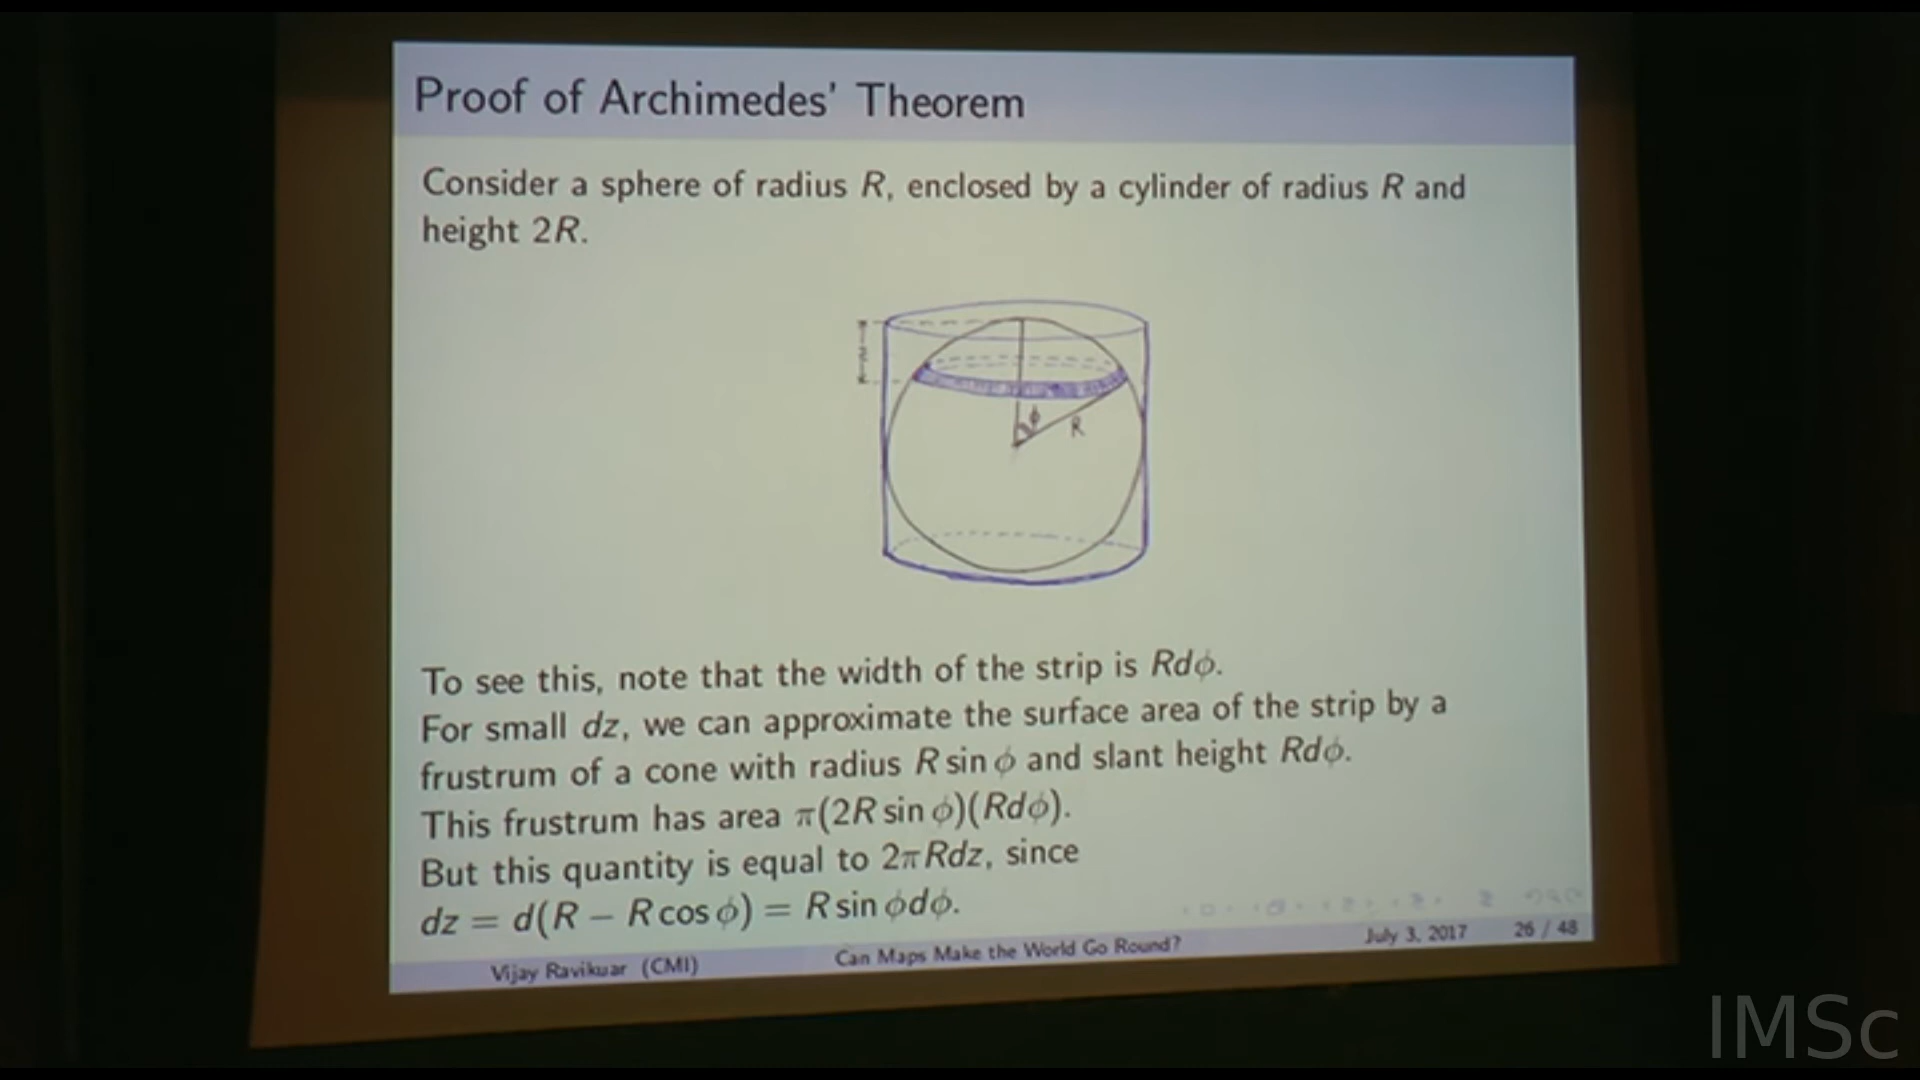 Proof of Archimedes' Theorem
Consider a sphere of radius R, enclosed by a cylinder of radius R and
height 2R.
z
ϕ
R
To see this, note that the width of the strip is Rdϕ.
For small dz, we can approximate the surface area of the strip by a
frustrum of a cone with radius R sin ϕ and slant height Rdϕ.
This frustrum has area π(2R sin ϕ)(Rdϕ).
But this quantity is equal to 2πRdz, since
dz = d(R − R cos ϕ) = R sin ϕdϕ.
Vijay Ravikuar (CMI) Can Maps Make the World Go Round? July 3, 2017 26 / 48
IMSc